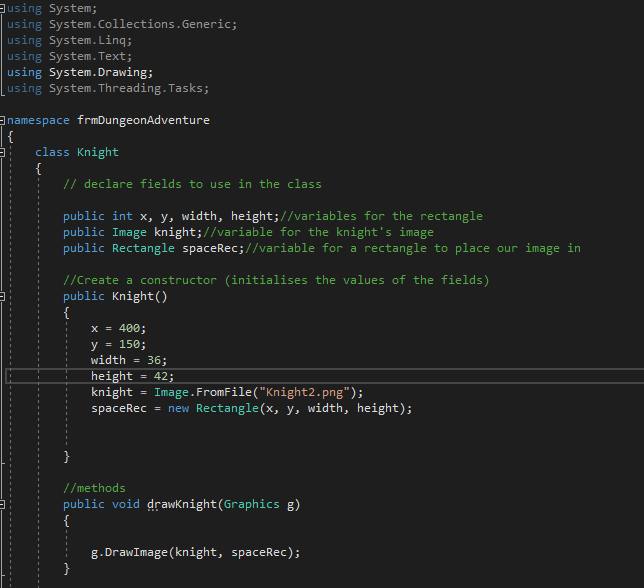 using System;
using System.Collections.Generic;
using System.Linq;
using System.Text;
using System.Drawing;
using System.Threading.Tasks;
namespace frmDungeonAdventure
{
class Knight
{
// declare fields to use in the class
public int x, y, width, height;//variables for the rectangle
public Image knight;//variable for the knight's image
public Rectangle spaceRec;//variable for a rectangle to place our image in
//Create a constructor (initialises the values of the fields)
public Knight()
{
x = 400;
y = 150;
width = 36;
height = 42;
knight = Image.FromFile("Knight2.png");
spaceRec = new Rectangle(x, y, width, height);
}
//methods
public void drawKnight(Graphics g)
{
g.DrawImage(knight, spaceRec);
}